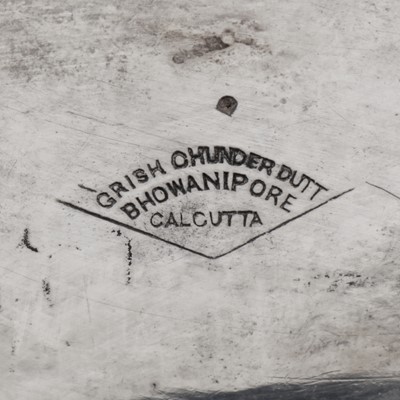 GRISH CHUNDER DUTT
BHOWANIPORE
CALCUTTA